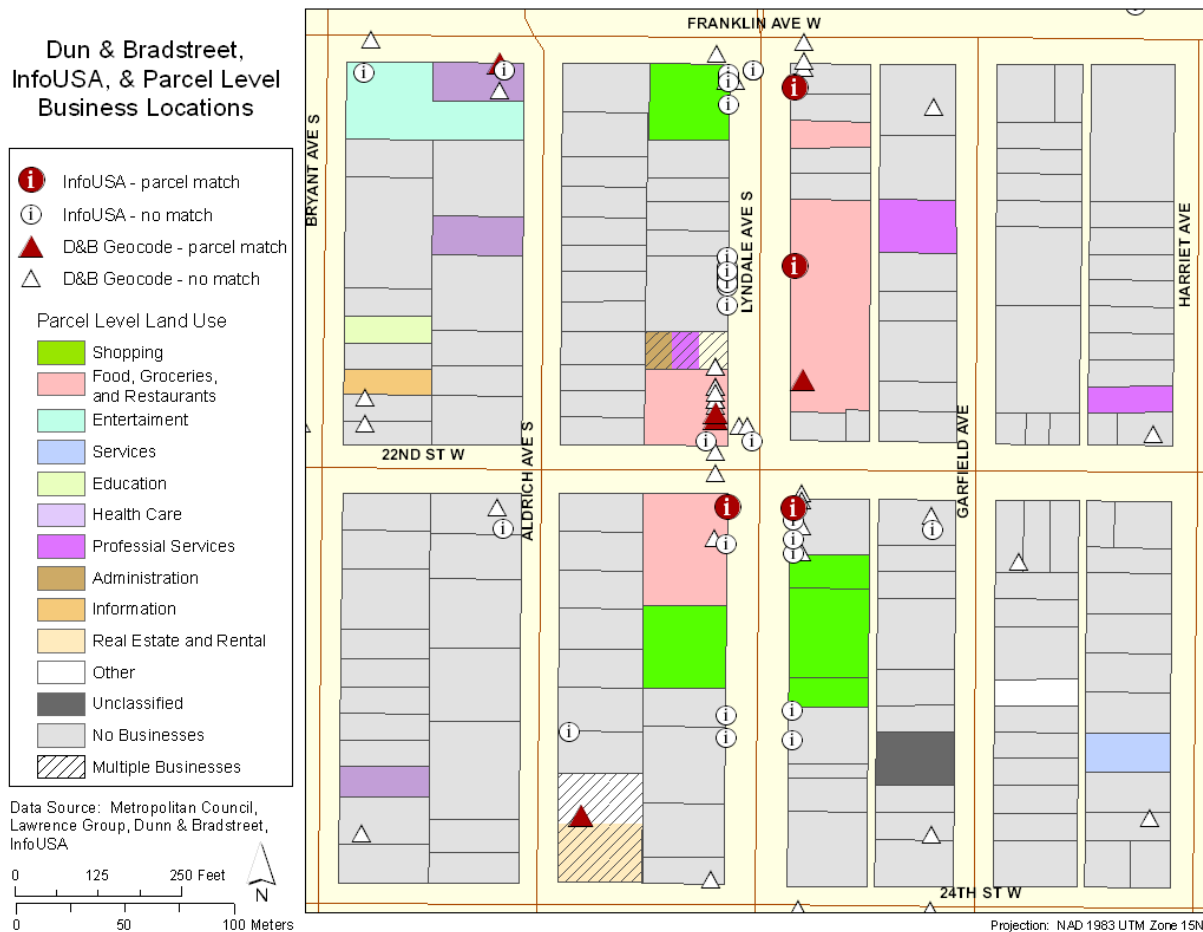 Dun & Bradstreet,
InfoUSA, & Parcel Level
Business Locations
InfoUSA - parcel match
InfoUSA - no match
D&B Geocode - parcel match
D&B Geocode - no match
Parcel Level Land Use
Shopping
Food, Groceries,
and Restaurants
Entertaiment
Services
Education
Health Care
Professial Services
Administration
Information
Real Estate and Rental
Other
Unclassified
No Businesses
Multiple Businesses
Data Source: Metropolitan Council,
Lawrence Group, Dunn & Bradstreet,
InfoUSA
0 125 250 Feet
N
0 50 100 Meters
FRANKLIN AVE W
BRYANT AVE S
LYNDALE AVE S
HARRIET AVE
ALDRICH AVE S
GARFIELD AVE
22ND ST W
24TH ST W
Projection: NAD 1983 UTM Zone 15N